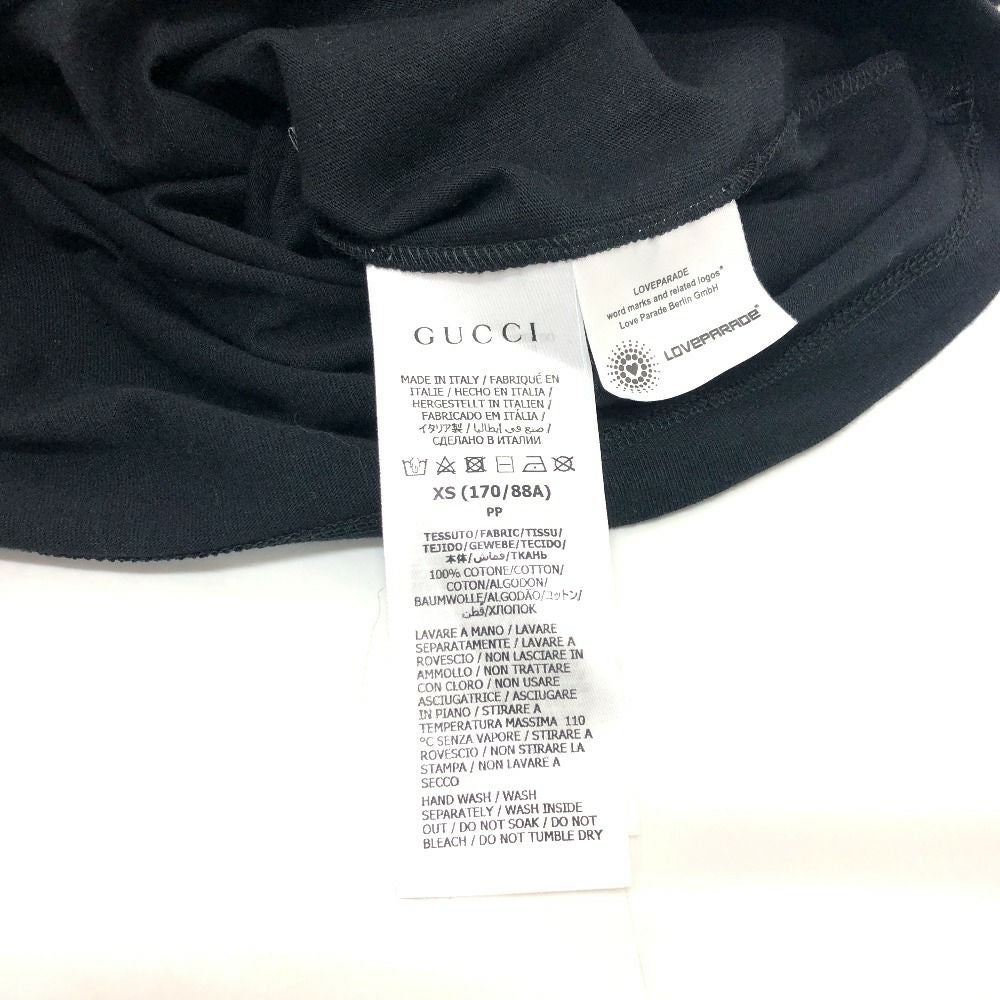 GUCCI
MADE IN ITALY / FABRIQUÉ EN
ITALIE / HECHO EN ITALIA /
HERGESTELLT IN ITALIEN /
FABRICADO EM ITÁLIA /
イタリア製 / صنع في إيطاليا /
СДЕЛАНО В ИТАЛИИ
XS (170/88A)
PP
TESSUTO/FABRIC/TISSU/
TEJIDO/GEWEBE/TECIDO/
本体/قماش/ТКАНЬ
100% COTONE/COTTON/
COTON/ALGODON/
BAUMWOLLE/ALGODÃO/コットン/
قطن/ХЛОПОК
LAVARE A MANO / LAVARE
SEPARATAMENTE / LAVARE A
ROVESCIO / NON LASCIARE IN
AMMOLLO / NON TRATTARE
CON CLORO / NON USARE
ASCIUGATRICE / ASCIUGARE
IN PIANO / STIRARE A
TEMPERATURA MASSIMA 110
°C SENZA VAPORE / STIRARE A
ROVESCIO / NON STIRARE LA
STAMPA / NON LAVARE A
SECCO
HAND WASH / WASH
SEPARATELY / WASH INSIDE
OUT / DO NOT SOAK / DO NOT
BLEACH / DO NOT TUMBLE DRY
LOVEPARADE
word marks and related logos®
Love Parade Berlin GmbH
LOVEPARADE®